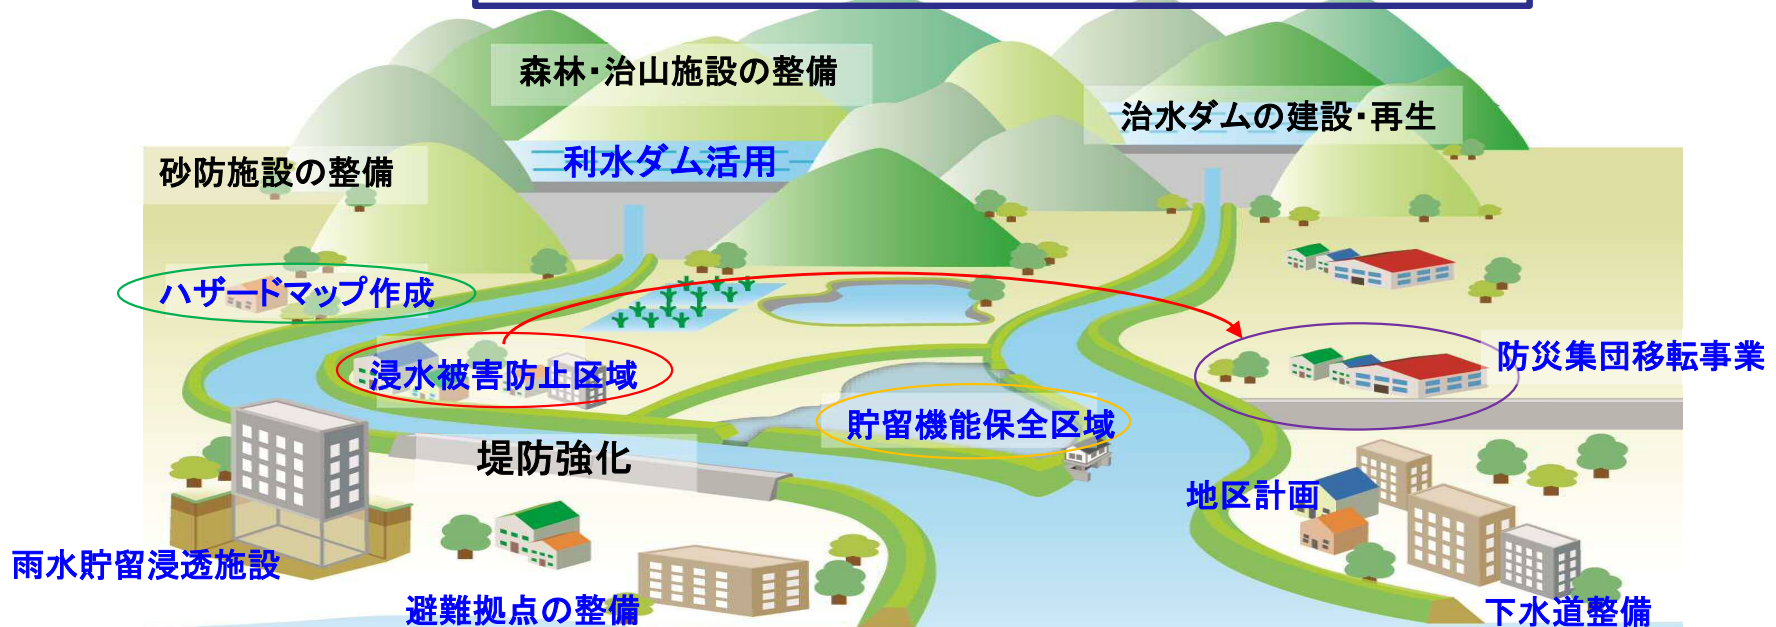 森林・治山施設の整備
治水ダムの建設・再生
砂防施設の整備
利水ダム活用
ハザードマップ作成
浸水被害防止区域
防災集団移転事業
貯留機能保全区域
堤防強化
地区計画
雨水貯留浸透施設
避難拠点の整備
下水道整備